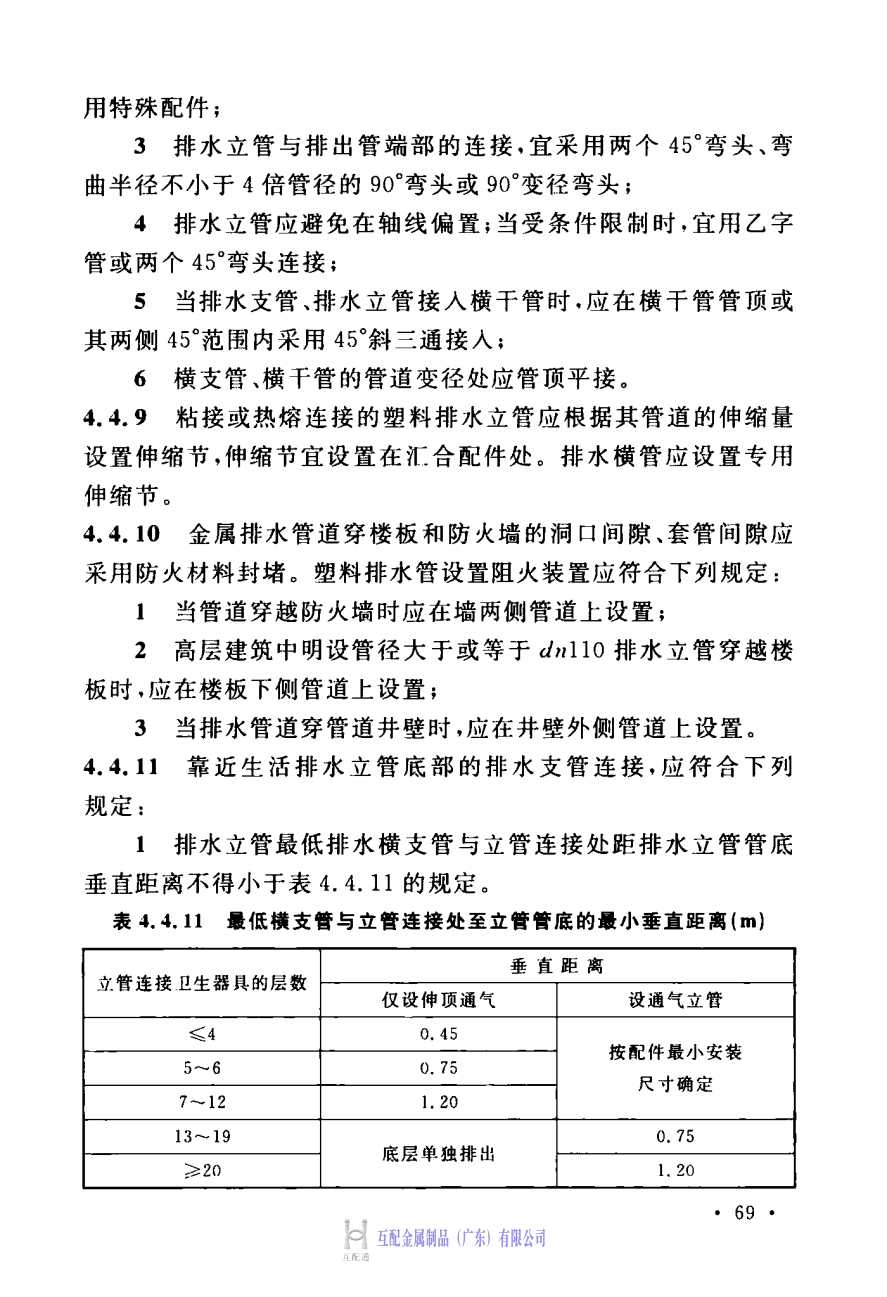 用特殊配件；
3 排水立管与排出管端部的连接，宜采用两个 45°弯头、弯
曲半径不小于 4 倍管径的 90°弯头或 90°变径弯头；
4 排水立管应避免在轴线偏置；当受条件限制时，宜用乙字
管或两个 45°弯头连接；
5 当排水支管、排水立管接入横干管时，应在横干管管顶或
其两侧 45°范围内采用 45°斜三通接入；
6 横支管、横干管的管道变径处应管顶平接。
4.4.9 粘接或热熔连接的塑料排水立管应根据其管道的伸缩量
设置伸缩节，伸缩节宜设置在汇合配件处。排水横管应设置专用
伸缩节。
4.4.10 金属排水管道穿楼板和防火墙的洞口间隙、套管间隙应
采用防火材料封堵。塑料排水管设置阻火装置应符合下列规定：
1 当管道穿越防火墙时应在墙两侧管道上设置；
2 高层建筑中明设管径大于或等于 dn110 排水立管穿越楼
板时，应在楼板下侧管道上设置；
3 当排水管道穿管道井壁时，应在井壁外侧管道上设置。
4.4.11 靠近生活排水立管底部的排水支管连接，应符合下列
规定：
1 排水立管最低排水横支管与立管连接处距排水立管管底
垂直距离不得小于表 4.4.11 的规定。
表 4.4.11 最低横支管与立管连接处至立管管底的最小垂直距离(m)
立管连接卫生器具的层数
垂直距离
仅设伸顶通气
设通气立管
≤4
0.45
按配件最小安装
尺寸确定
5～6
0.75
7～12
1.20
13～19
底层单独排出
0.75
≥20
1.20
• 69 •
互配金属制品（广东）有限公司
互配通